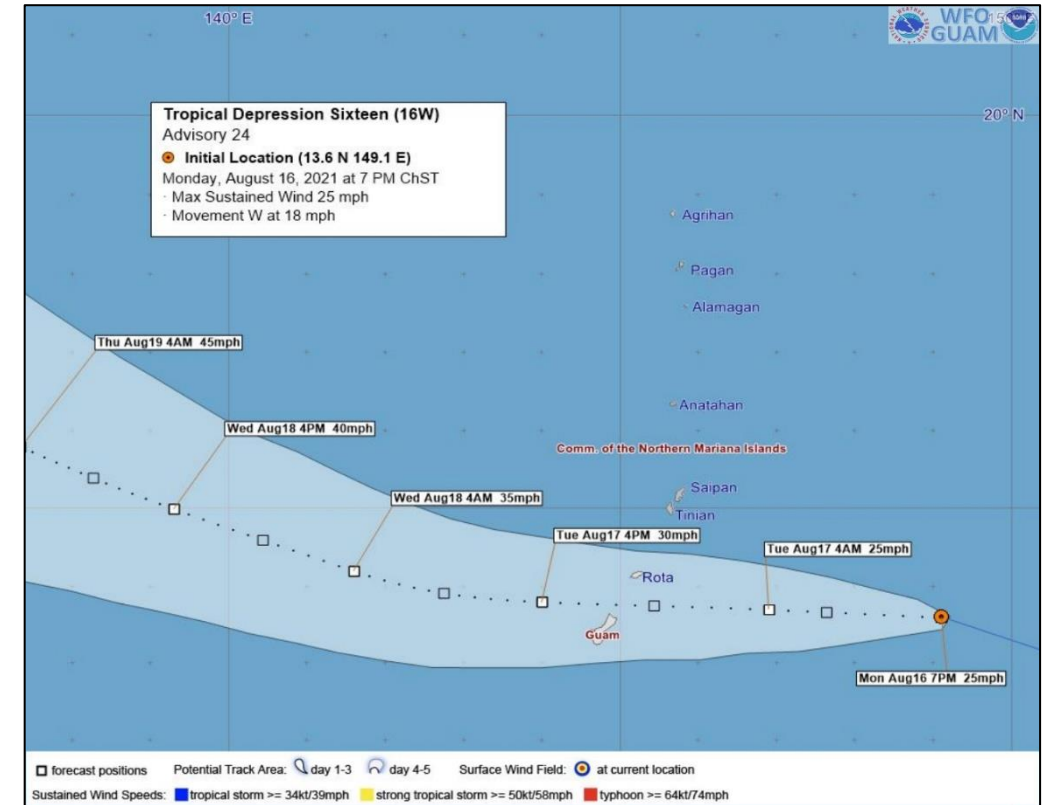 140° E
WFO
GUAM
Tropical Depression Sixteen (16W)
Advisory 24
Initial Location (13.6 N 149.1 E)
Monday, August 16, 2021 at 7 PM ChST
· Max Sustained Wind 25 mph
· Movement W at 18 mph
20° N
Agrihan
Pagan
Alamagan
Thu Aug19 4AM 45mph
Anatahan
Wed Aug18 4PM 40mph
Comm. of the Northern Mariana Islands
Saipan
Wed Aug18 4AM 35mph
Tinian
Tue Aug17 4PM 30mph
Tue Aug17 4AM 25mph
Rota
Guam
Mon Aug16 7PM 25mph
forecast positions Potential Track Area: day 1-3 day 4-5 Surface Wind Field: at current location
Sustained Wind Speeds: tropical storm >= 34kt/39mph strong tropical storm >= 50kt/58mph typhoon >= 64kt/74mph